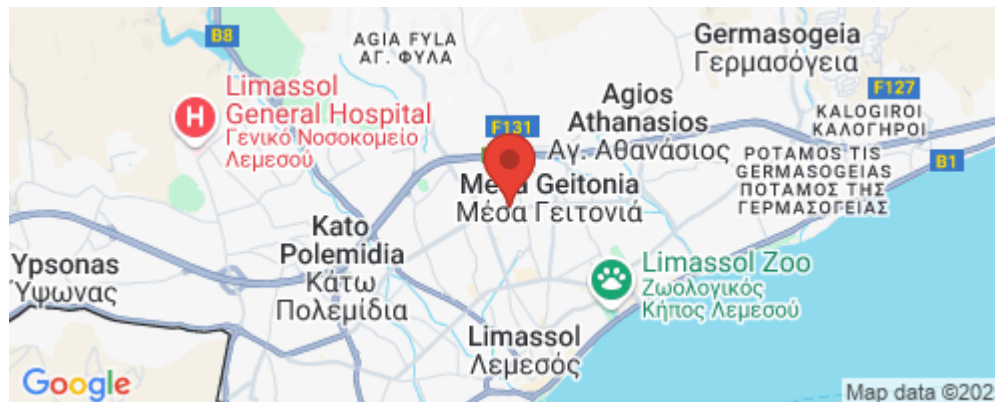 B8
AGIA FYLA
ΑΓ. ΦΥΛΑ
Germasogeia
Γερμασόγεια
Limassol
General Hospital
Γενικό Νοσοκομείο
Λεμεσού
H
F131
Agios
Athanasios
Αγ. Αθανάσιος
F127
KALOGIROI
ΚΑΛΟΓΗΡΟΙ
B1
POTAMOS TIS
GERMASOGEIAS
ΠΟΤΑΜΟΣ ΤΗΣ
ΓΕΡΜΑΣΟΓΕΙΑΣ
Geitonia
Μέσα Γειτονιά
Kato
Polemidia
Κάτω
Πολεμίδια
Ypsonas
Ύψωνας
Limassol Zoo
Ζωολογικός
Κήπος Λεμεσού
Limassol
Λεμεσός
Google
Map data ©202